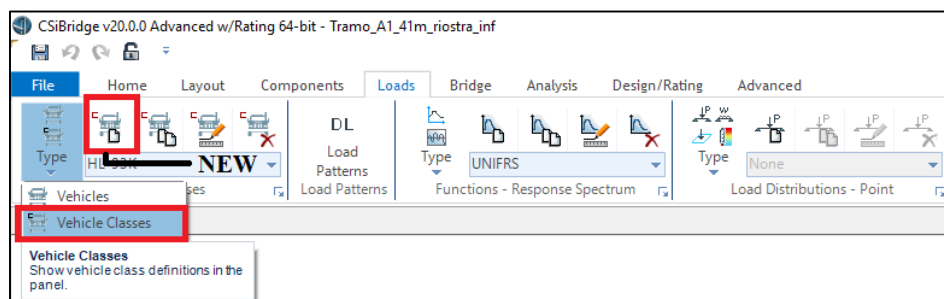 CSiBridge v20.0.0 Advanced w/Rating 64-bit - Tramo_A1_41m_riostra_inf
File Home Layout Components Loads Bridge Analysis Design/Rating Advanced
Type DL Load Patterns Type Type
NEW UNIFRS None
Load Patterns Functions - Response Spectrum Load Distributions - Point
Vehicles
Vehicle Classes
Vehicle Classes
Show vehicle class definitions in the
panel.